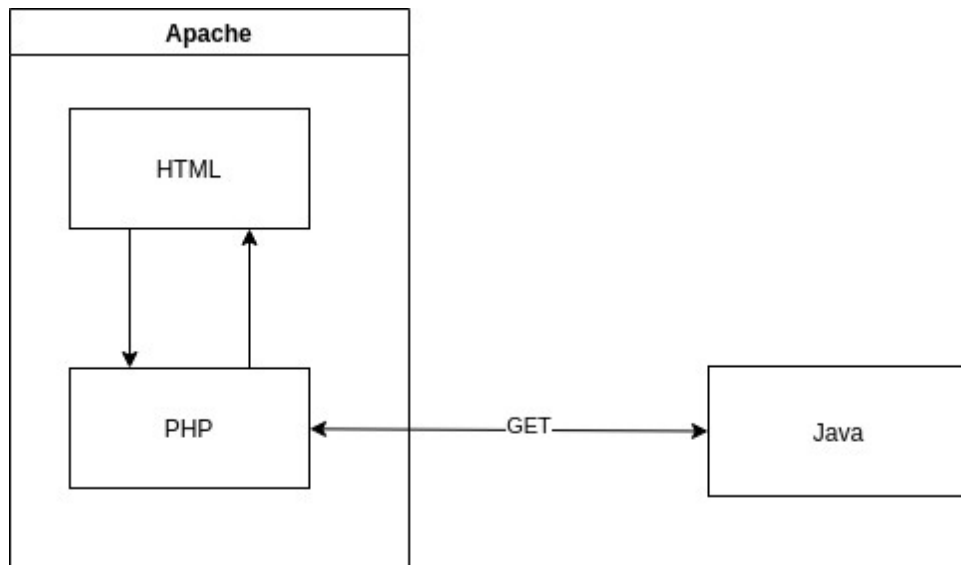 Apache
HTML
PHP
GET
Java